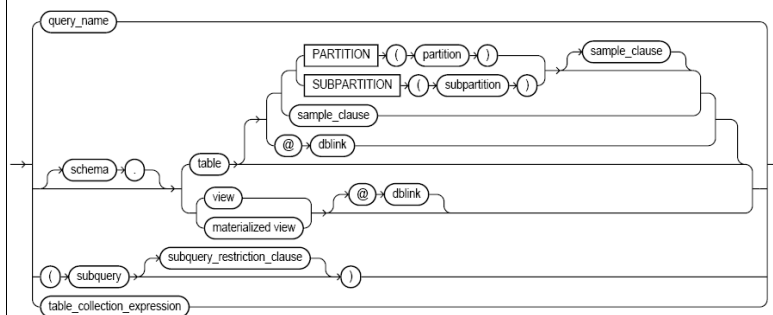 query_name
PARTITION ( partition ) sample_clause
SUBPARTITION ( subpartition )
sample_clause
@ dblink
schema . table
view @ dblink
materialized view
subquery_restriction_clause
( subquery )
table_collection_expression